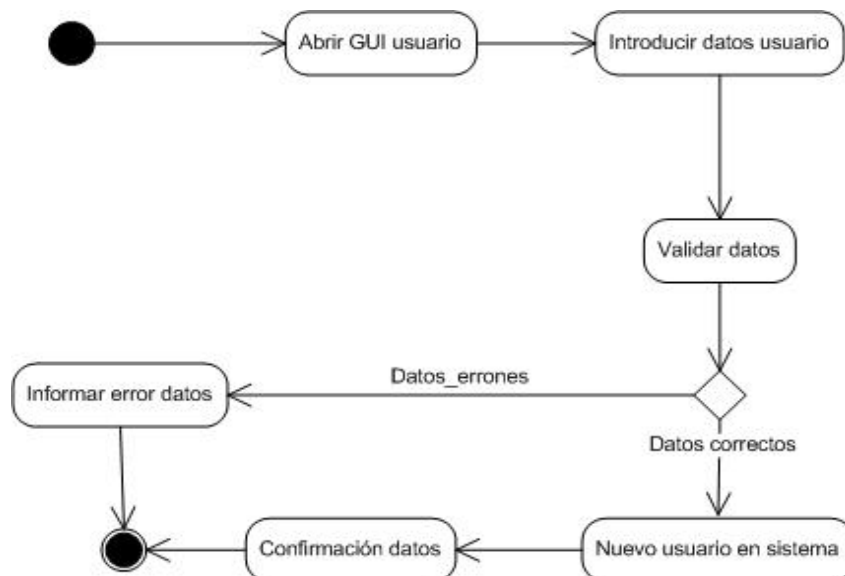 Abrir GUI usuario
Introducir datos usuario
Validar datos
Datos_errones
Informar error datos
Datos correctos
Confirmación datos
Nuevo usuario en sistema